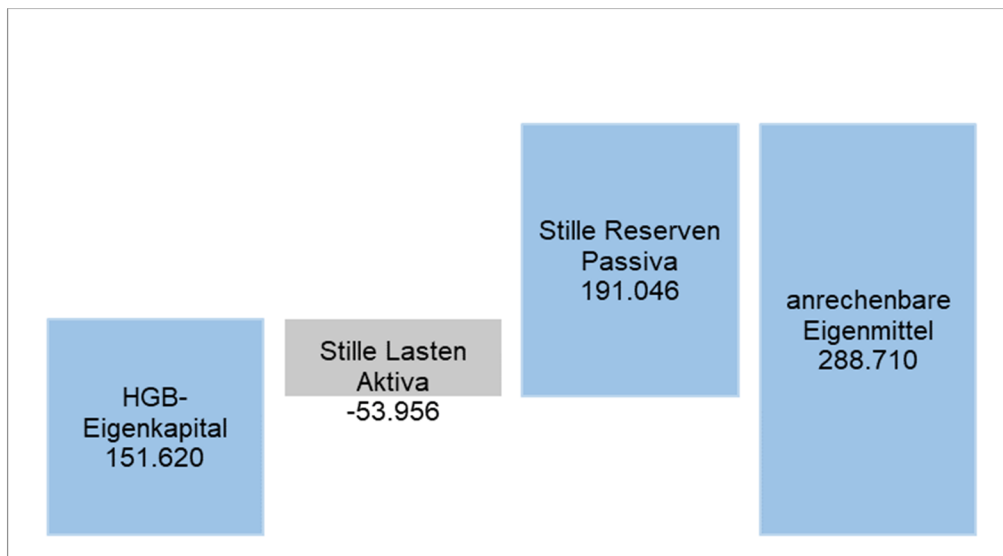 HGB-
Eigenkapital
151.620
Stille Lasten
Aktiva
-53.956
Stille Reserven
Passiva
191.046
anrechenbare
Eigenmittel
288.710